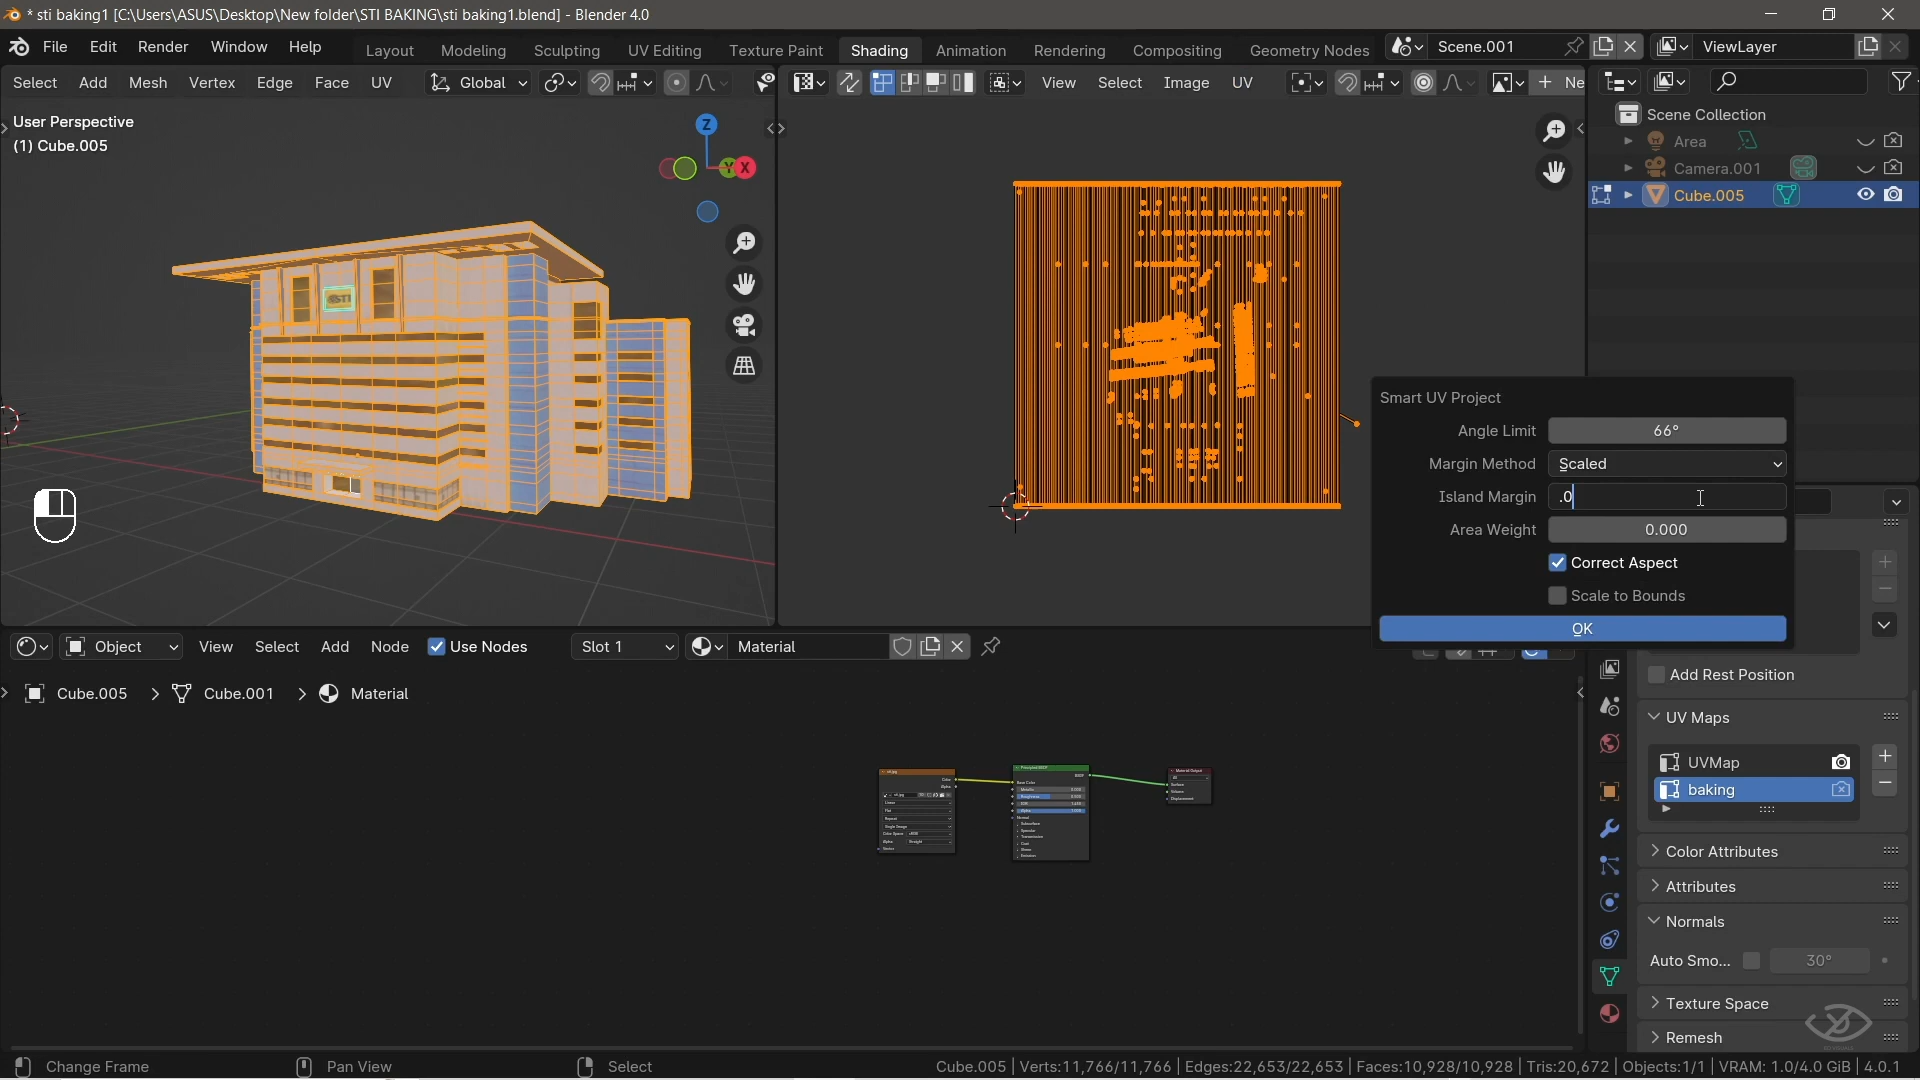 * sti baking1 [C:\Users\ASUS\Desktop\New folder\STI BAKING\sti baking1.blend] - Blender 4.0
File Edit Render Window Help
Layout Modeling Sculpting UV Editing Texture Paint Shading Animation Rendering Compositing Geometry Nodes
Scene.001
ViewLayer
Select Add Mesh Vertex Edge Face UV
Global
View Select Image UV
Ne
User Perspective
(1) Cube.005
Z
Y
X
Scene Collection
Area
Camera.001
Cube.005
Smart UV Project
Angle Limit 66°
Margin Method Scaled
Island Margin .0
Area Weight 0.000
Correct Aspect
Scale to Bounds
OK
Object View Select Add Node Use Nodes Slot 1 Material
Cube.005 Cube.001 Material
Add Rest Position
UV Maps
UVMap
baking
Color Attributes
Attributes
Normals
Auto Smo... 30°
Texture Space
Remesh
Change Frame Pan View Select
Cube.005 | Verts:11,766/11,766 | Edges:22,653/22,653 | Faces:10,928/10,928 | Tris:20,672 | Objects:1/1 | VRAM: 1.0/4.0 GiB | 4.0.1